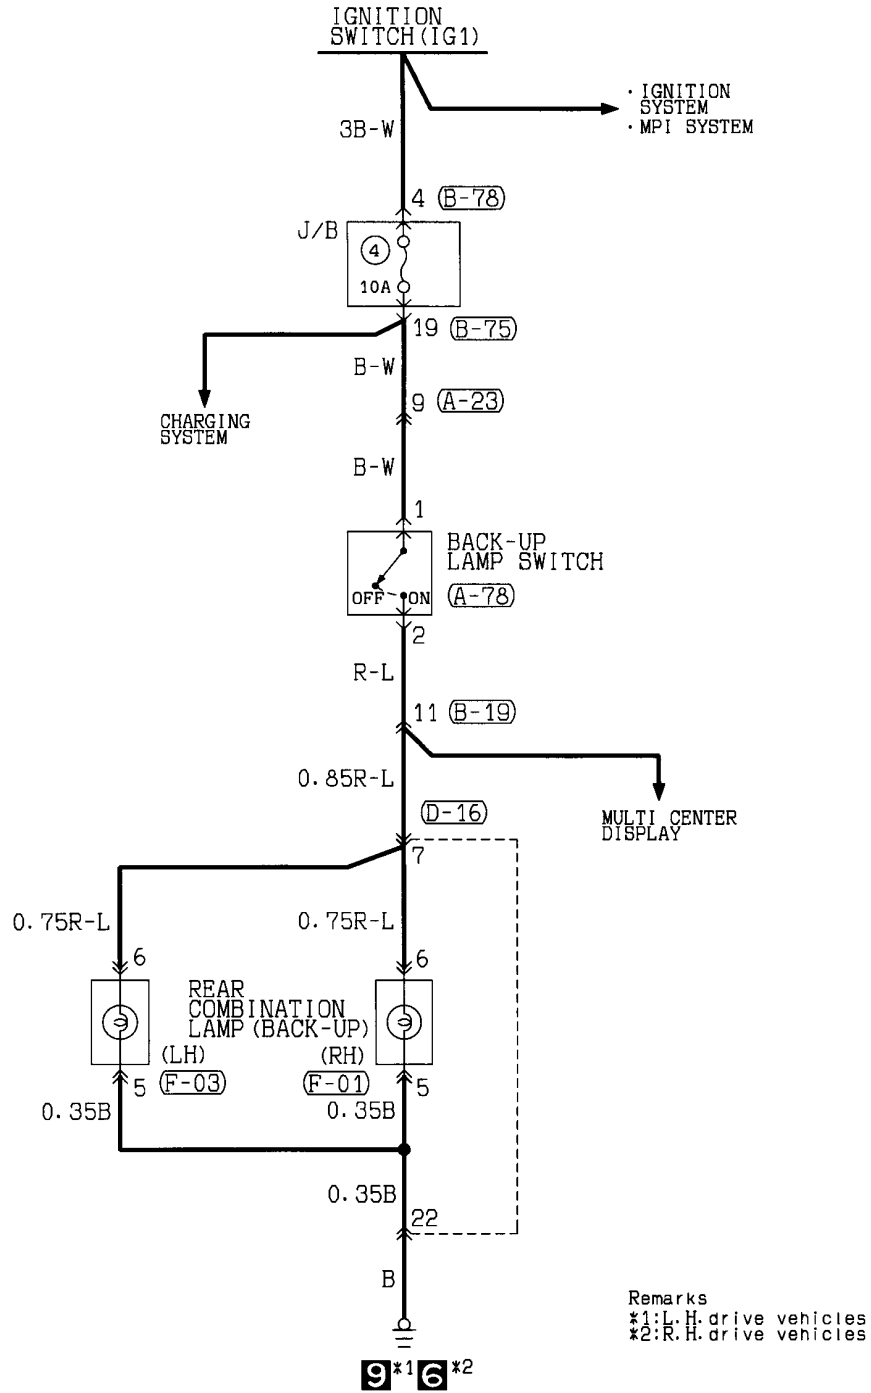 IGNITION
SWITCH(IG1)
· IGNITION
SYSTEM
· MPI SYSTEM
3B-W
4 (B-78)
J/B
4
10A
19 (B-75)
B-W
9 (A-23)
CHARGING
SYSTEM
B-W
1
BACK-UP
LAMP SWITCH
OFF ON
(A-78)
2
R-L
11 (B-19)
0.85R-L
(D-16)
MULTI CENTER
DISPLAY
7
0.75R-L
0.75R-L
6
6
REAR
COMBINATION
LAMP(BACK-UP)
(LH)
(RH)
5 (F-03)
(F-01) 5
0.35B
0.35B
0.35B
22
B
Remarks
*1:L.H.drive vehicles
*2:R.H.drive vehicles
9*1 6*2